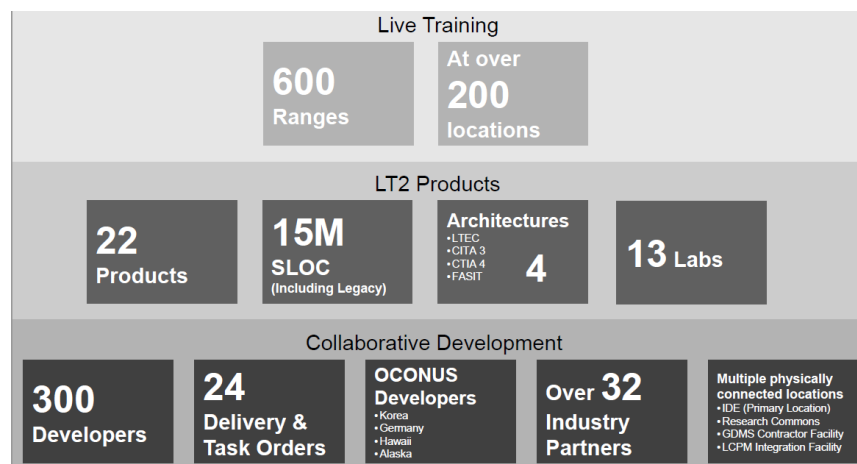 Live Training
600
Ranges
At over
200
locations
LT2 Products
22
Products
15M
SLOC
(Including Legacy)
Architectures
•LTEC
•CITA 3
•CTIA 4
•FASIT
4
13 Labs
Collaborative Development
300
Developers
24
Delivery &
Task Orders
OCONUS
Developers
•Korea
•Germany
•Hawaii
•Alaska
Over 32
Industry
Partners
Multiple physically
connected locations
•IDE (Primary Location)
•Research Commons
•GDMS Contractor Facility
•LCPM Integration Facility